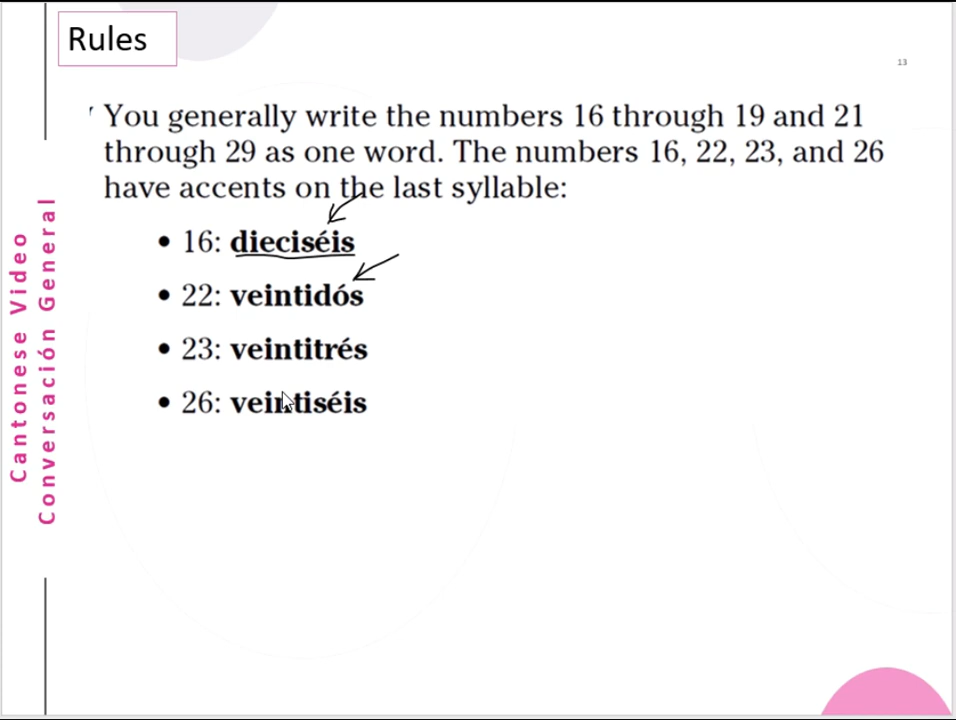 Rules
13
You generally write the numbers 16 through 19 and 21
through 29 as one word. The numbers 16, 22, 23, and 26
have accents on the last syllable:
• 16: dieciséis
• 22: veintidós
• 23: veintitrés
• 26: veintiséis
Cantonese Video
Conversación General